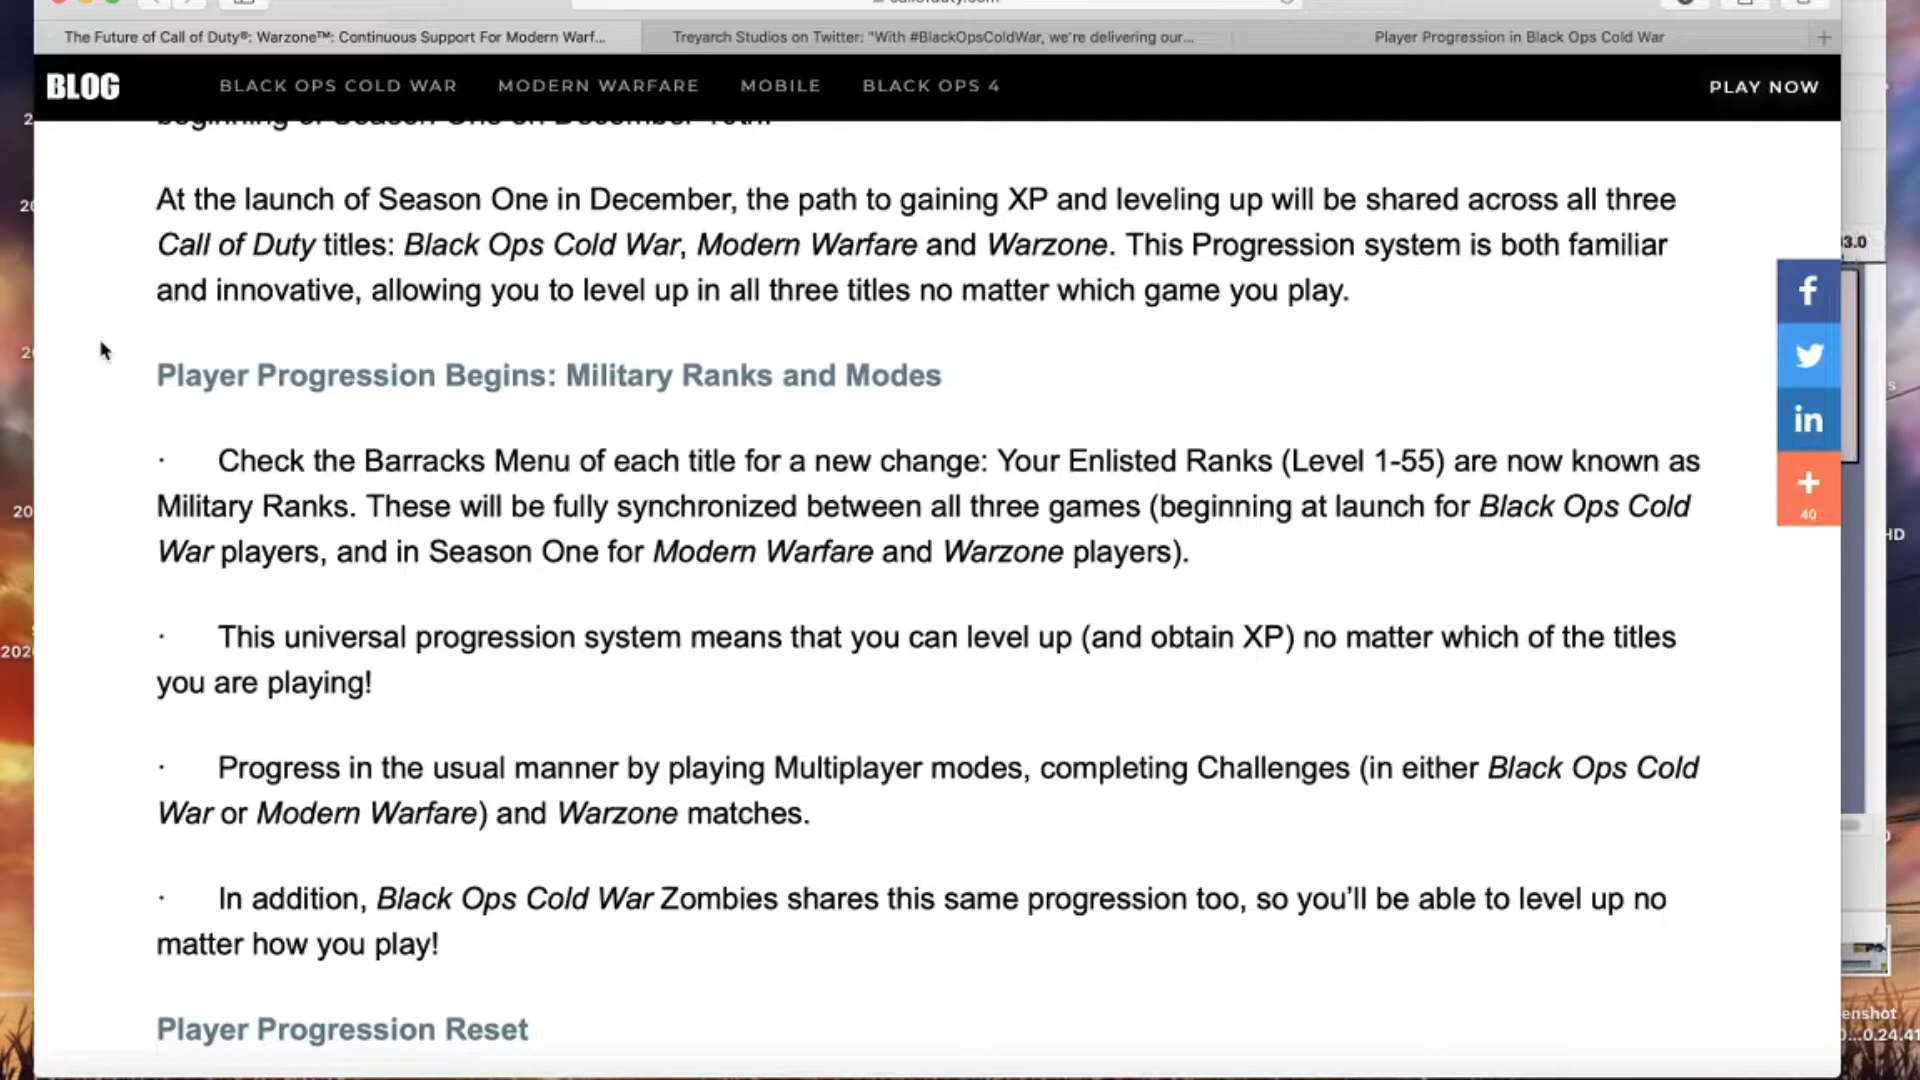 The Future of Call of Duty®: Warzone™: Continuous Support For Modern Warf...
Treyarch Studios on Twitter: "With #BlackOpsColdWar, we're delivering our...
Player Progression in Black Ops Cold War
BLOG
BLACK OPS COLD WAR
MODERN WARFARE
MOBILE
BLACK OPS 4
PLAY NOW
At the launch of Season One in December, the path to gaining XP and leveling up will be shared across all three
Call of Duty titles: Black Ops Cold War, Modern Warfare and Warzone. This Progression system is both familiar
and innovative, allowing you to level up in all three titles no matter which game you play.
Player Progression Begins: Military Ranks and Modes
· Check the Barracks Menu of each title for a new change: Your Enlisted Ranks (Level 1-55) are now known as
Military Ranks. These will be fully synchronized between all three games (beginning at launch for Black Ops Cold
War players, and in Season One for Modern Warfare and Warzone players).
· This universal progression system means that you can level up (and obtain XP) no matter which of the titles
you are playing!
· Progress in the usual manner by playing Multiplayer modes, completing Challenges (in either Black Ops Cold
War or Modern Warfare) and Warzone matches.
· In addition, Black Ops Cold War Zombies shares this same progression too, so you'll be able to level up no
matter how you play!
Player Progression Reset
40